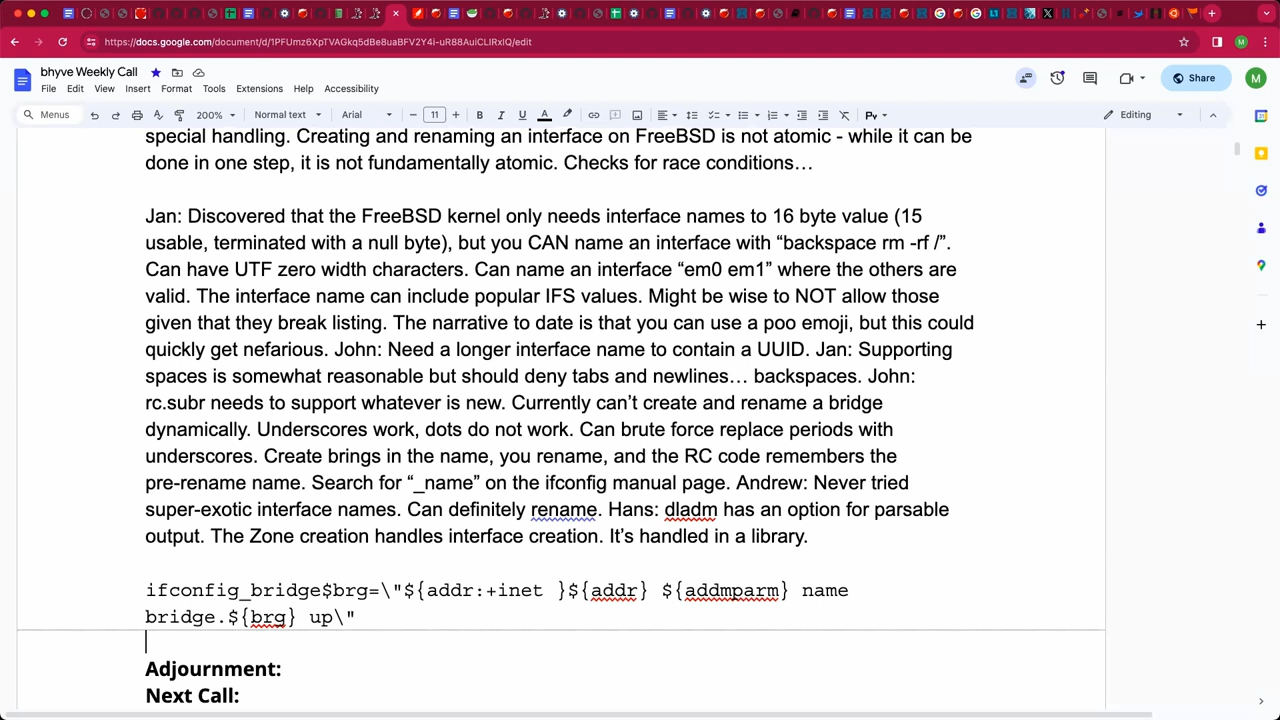 https://docs.google.com/document/d/1PFUmz6XpTVAGkq5dBe8uaBFV2Y4i-uR88AuiCLIRxIQ/edit
bhyve Weekly Call
File Edit View Insert Format Tools Extensions Help Accessibility
Share
M
Menus 200% Normal text Arial 11 B I U A Editing
special handling. Creating and renaming an interface on FreeBSD is not atomic - while it can be
done in one step, it is not fundamentally atomic. Checks for race conditions…
Jan: Discovered that the FreeBSD kernel only needs interface names to 16 byte value (15
usable, terminated with a null byte), but you CAN name an interface with “backspace rm -rf /”.
Can have UTF zero width characters. Can name an interface “em0 em1” where the others are
valid. The interface name can include popular IFS values. Might be wise to NOT allow those
given that they break listing. The narrative to date is that you can use a poo emoji, but this could
quickly get nefarious. John: Need a longer interface name to contain a UUID. Jan: Supporting
spaces is somewhat reasonable but should deny tabs and newlines… backspaces. John:
rc.subr needs to support whatever is new. Currently can’t create and rename a bridge
dynamically. Underscores work, dots do not work. Can brute force replace periods with
underscores. Create brings in the name, you rename, and the RC code remembers the
pre-rename name. Search for “_name” on the ifconfig manual page. Andrew: Never tried
super-exotic interface names. Can definitely rename. Hans: dladm has an option for parsable
output. The Zone creation handles interface creation. It’s handled in a library.
ifconfig_bridge$brg=\"${addr:+inet }${addr} ${addmparm} name
bridge.${brg} up\"
Adjournment:
Next Call: